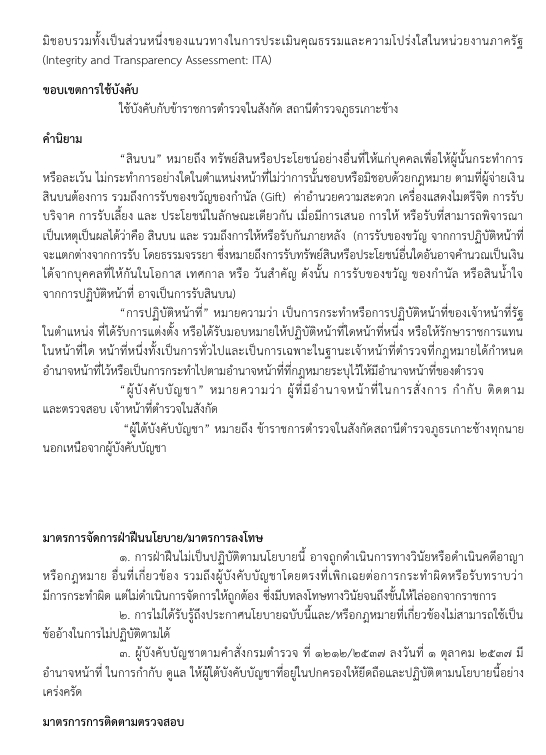 มิชอบรวมทั้งเป็นส่วนหนึ่งของแนวทางในการประเมินคุณธรรมและความโปร่งใสในหน่วยงานภาครัฐ
(Integrity and Transparency Assessment: ITA)
ขอบเขตการใช้บังคับ
ใช้บังคับกับข้าราชการตำรวจในสังกัด สถานีตำรวจภูธรเกาะช้าง
คำนิยาม
“สินบน” หมายถึง ทรัพย์สินหรือประโยชน์อย่างอื่นที่ให้แก่บุคคลเพื่อให้ผู้นั้นกระทำการ
หรือละเว้น ไม่กระทำการอย่างใดในตำแหน่งหน้าที่ไม่ว่าการนั้นชอบหรือมิชอบด้วยกฎหมาย ตามที่ผู้จ่ายเงิน
สินบนต้องการ รวมถึงการรับของขวัญของกำนัล (Gift) ค่าอำนวยความสะดวก เครื่องแสดงไมตรีจิต การรับ
บริจาค การรับเลี้ยง และ ประโยชน์ในลักษณะเดียวกัน เมื่อมีการเสนอ การให้ หรือรับที่สามารถพิจารณา
เป็นเหตุเป็นผลได้ว่าคือ สินบน และ รวมถึงการให้หรือรับกันภายหลัง (การรับของขวัญ จากการปฏิบัติหน้าที่
จะแตกต่างจากการรับ โดยธรรมจรรยา ซึ่งหมายถึงการรับทรัพย์สินหรือประโยชน์อื่นใดอันอาจคำนวณเป็นเงิน
ได้จากบุคคลที่ให้กันในโอกาส เทศกาล หรือ วันสำคัญ ดังนั้น การรับของขวัญ ของกำนัล หรือสินน้ำใจ
จากการปฏิบัติหน้าที่ อาจเป็นการรับสินบน)
“การปฏิบัติหน้าที่” หมายความว่า เป็นการกระทำหรือการปฏิบัติหน้าที่ของเจ้าหน้าที่รัฐ
ในตำแหน่ง ที่ได้รับการแต่งตั้ง หรือได้รับมอบหมายให้ปฏิบัติหน้าที่ใดหน้าที่หนึ่ง หรือให้รักษาราชการแทน
ในหน้าที่ใด หน้าที่หนึ่งทั้งเป็นการทั่วไปและเป็นการเฉพาะในฐานะเจ้าหน้าที่ตำรวจที่กฎหมายได้กำหนด
อำนาจหน้าที่ไว้หรือเป็นการกระทำไปตามอำนาจหน้าที่ที่กฎหมายระบุไว้ให้มีอำนาจหน้าที่ของตำรวจ
“ผู้บังคับบัญชา” หมายความว่า ผู้ที่มีอำนาจหน้าที่ในการสั่งการ กำกับ ติดตาม
และตรวจสอบ เจ้าหน้าที่ตำรวจในสังกัด
“ผู้ใต้บังคับบัญชา” หมายถึง ข้าราชการตำรวจในสังกัดสถานีตำรวจภูธรเกาะช้างทุกนาย
นอกเหนือจากผู้บังคับบัญชา
มาตรการจัดการฝ่าฝืนนโยบาย/มาตรการลงโทษ
๑. การฝ่าฝืนไม่เป็นปฏิบัติตามนโยบายนี้ อาจถูกดำเนินการทางวินัยหรือดำเนินคดีอาญา
หรือกฎหมาย อื่นที่เกี่ยวข้อง รวมถึงผู้บังคับบัญชาโดยตรงที่เพิกเฉยต่อการกระทำผิดหรือรับทราบว่า
มีการกระทำผิด แต่ไม่ดำเนินการจัดการให้ถูกต้อง ซึ่งมีบทลงโทษทางวินัยจนถึงขั้นให้ไล่ออกจากราชการ
๒. การไม่ได้รับรู้ถึงประกาศนโยบายฉบับนี้และ/หรือกฎหมายที่เกี่ยวข้องไม่สามารถใช้เป็น
ข้ออ้างในการไม่ปฏิบัติตามได้
๓. ผู้บังคับบัญชาตามคำสั่งกรมตำรวจ ที่ ๑๒๑๒/๒๕๓๗ ลงวันที่ ๑ ตุลาคม ๒๕๓๗ มี
อำนาจหน้าที่ ในการกำกับ ดูแล ให้ผู้ใต้บังคับบัญชาที่อยู่ในปกครองให้ยึดถือและปฏิบัติตามนโยบายนี้อย่าง
เคร่งครัด
มาตรการการติดตามตรวจสอบ